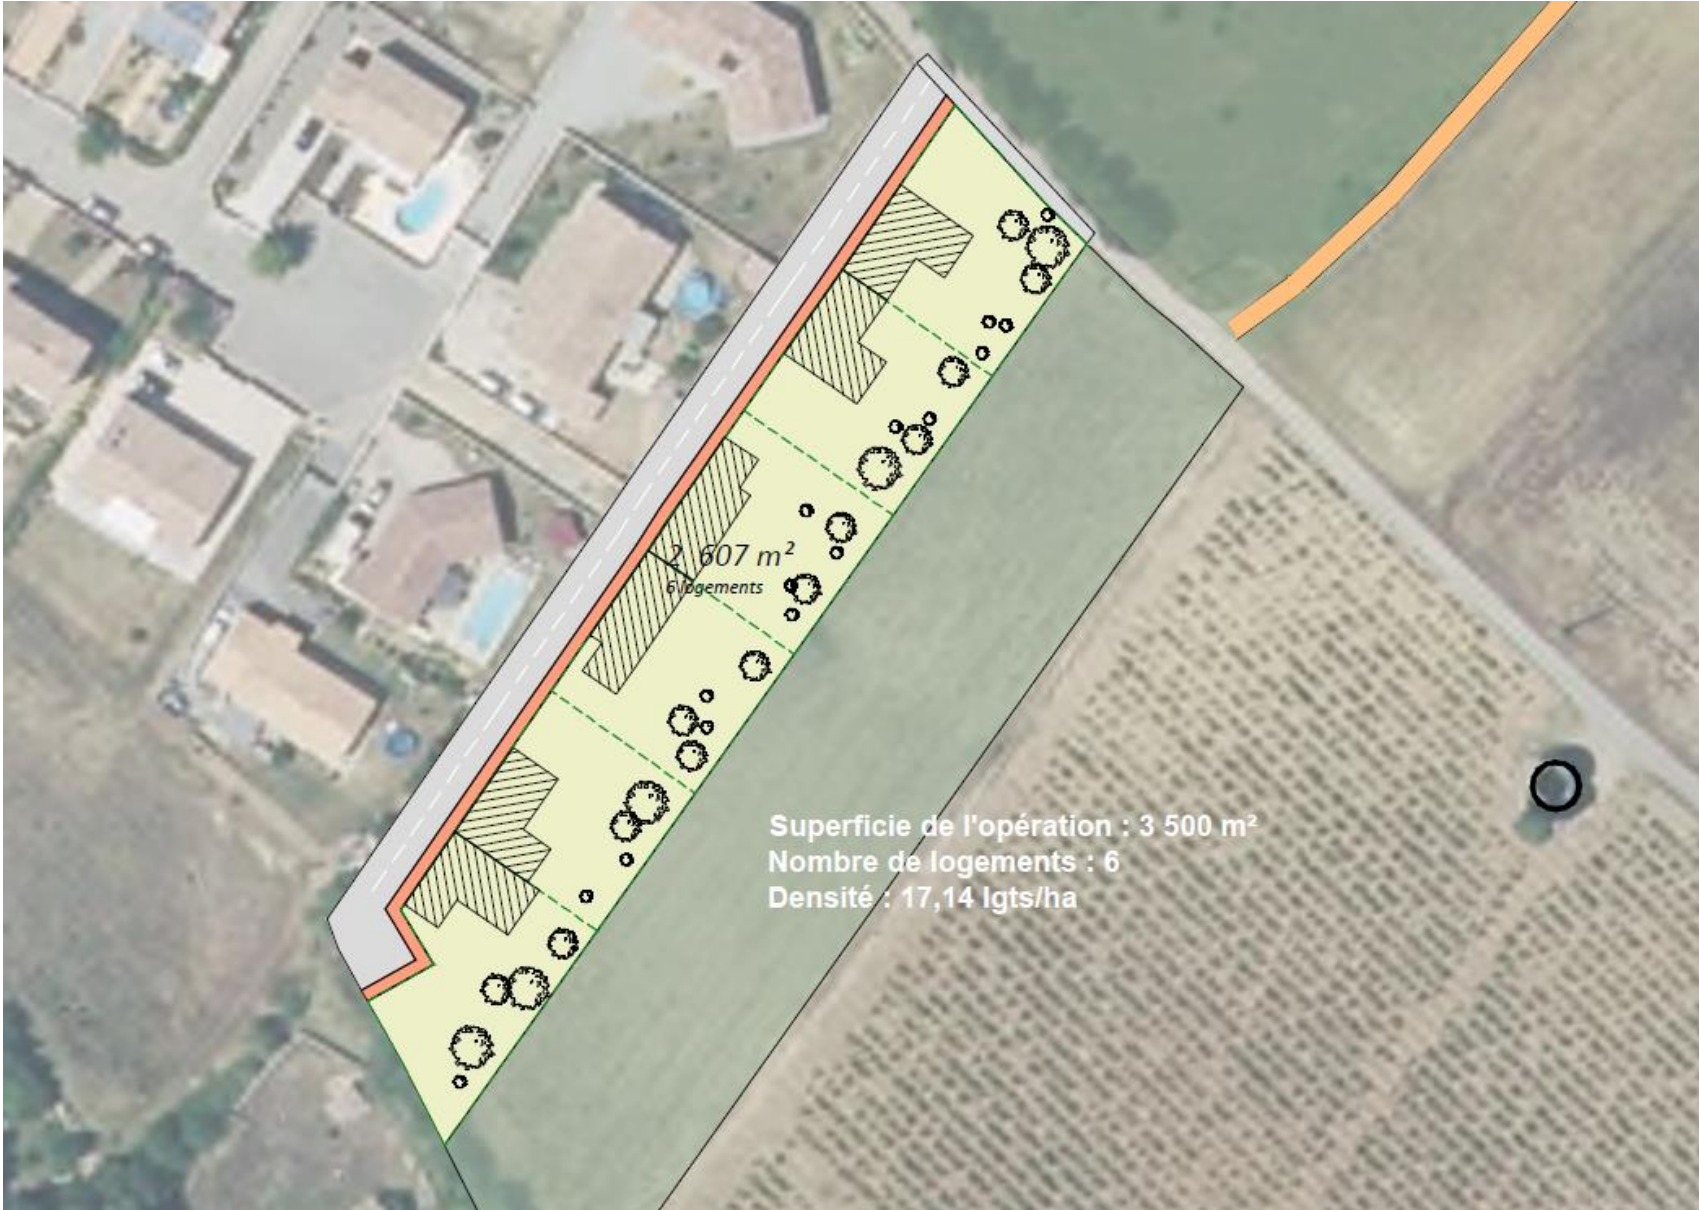 2 607 m²
6 logements
Superficie de l'opération : 3 500 m²
Nombre de logements : 6
Densité : 17,14 lgts/ha